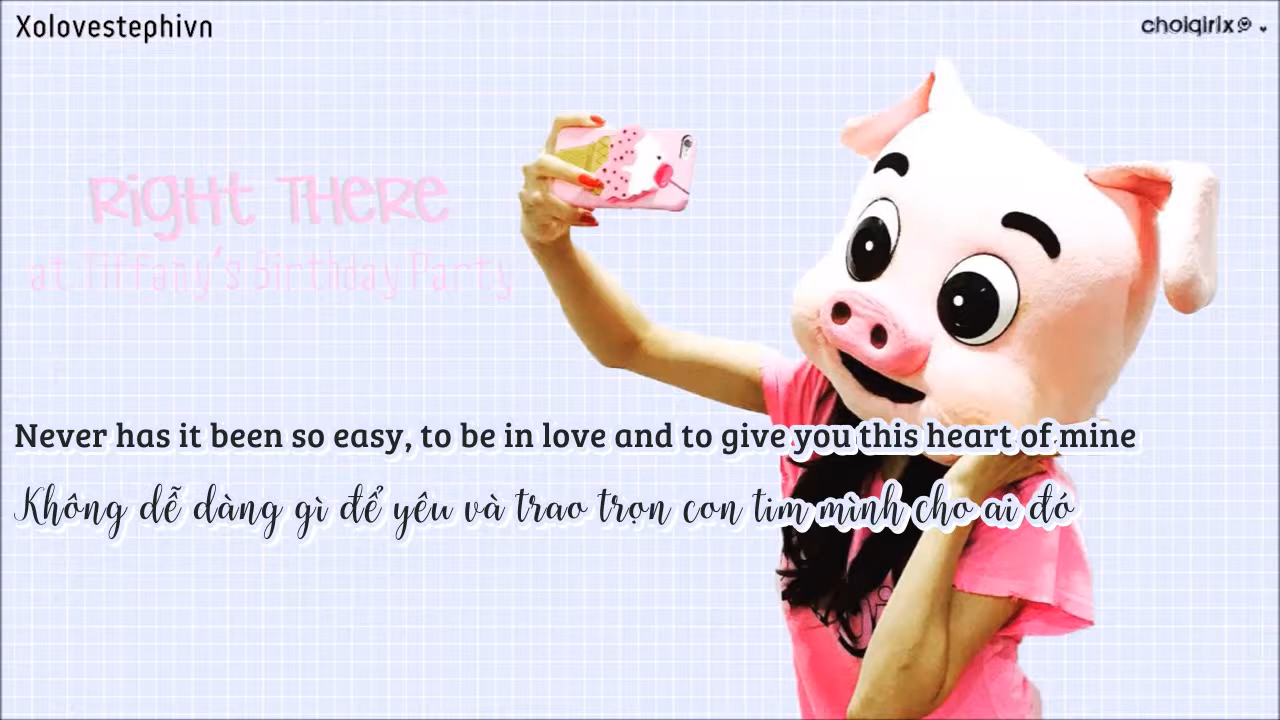 Xolovestephivn
choigirlx
Right There
at Tiffany's Birthday Party
Never has it been so easy, to be in love and to give you this heart of mine
Không dễ dàng gì để yêu và trao trọn con tim mình cho ai đó